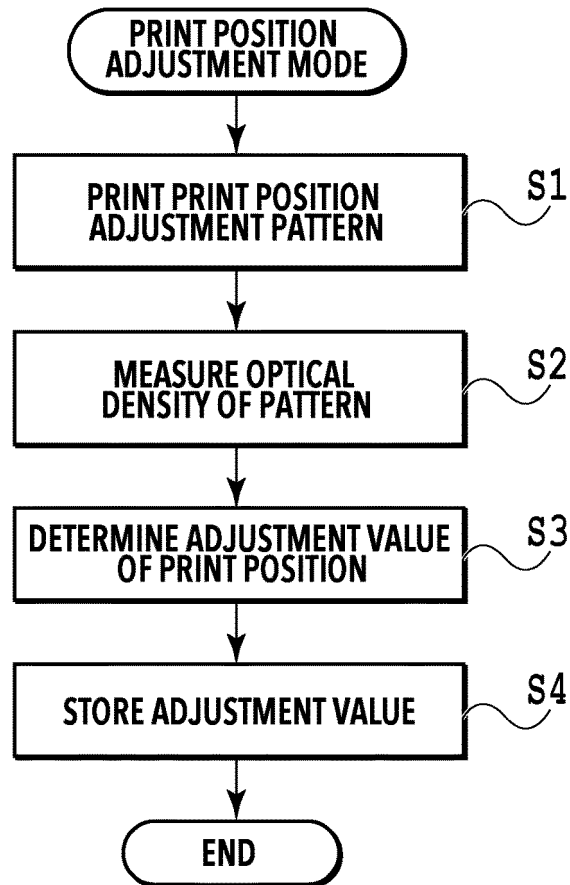 PRINT POSITION
ADJUSTMENT MODE
PRINT PRINT POSITION
ADJUSTMENT PATTERN
S1
MEASURE OPTICAL
DENSITY OF PATTERN
S2
DETERMINE ADJUSTMENT VALUE
OF PRINT POSITION
S3
STORE ADJUSTMENT VALUE
S4
END